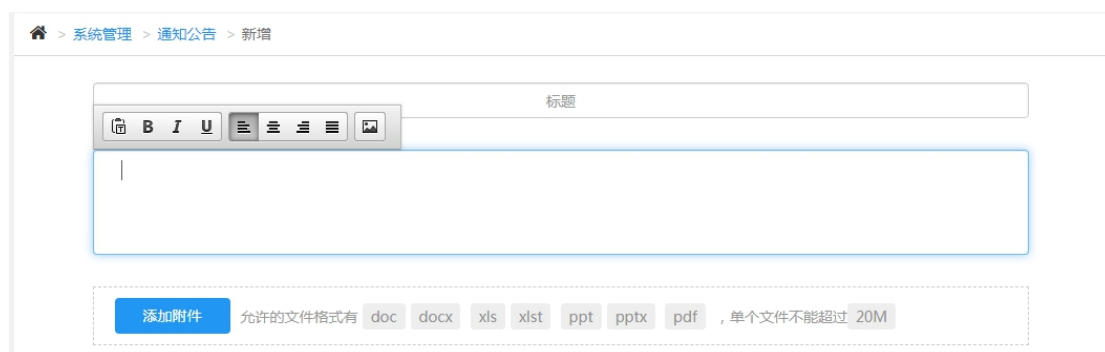 > 系统管理 > 通知公告 > 新增
标题
B I U
添加附件 允许的文件格式有 doc docx xls xlst ppt pptx pdf ，单个文件不能超过 20M